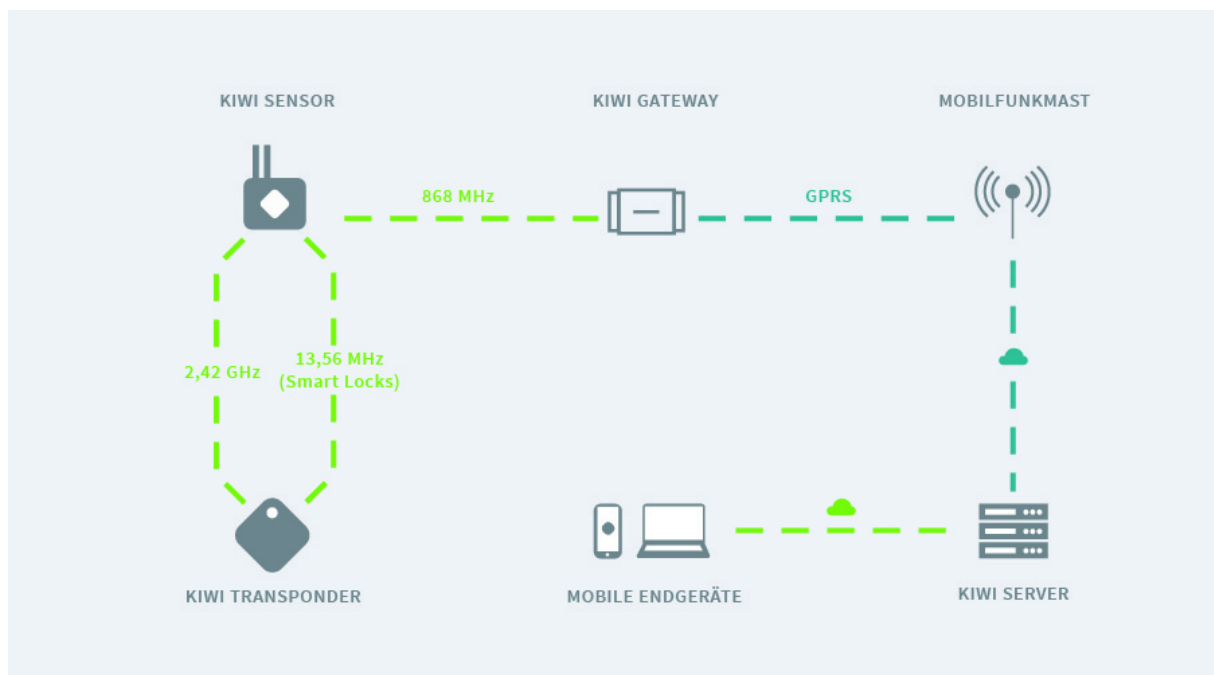 KIWI SENSOR
KIWI GATEWAY
MOBILFUNKMAST
868 MHz
GPRS
2,42 GHz
13,56 MHz
(Smart Locks)
KIWI TRANSPONDER
MOBILE ENDGERÄTE
KIWI SERVER